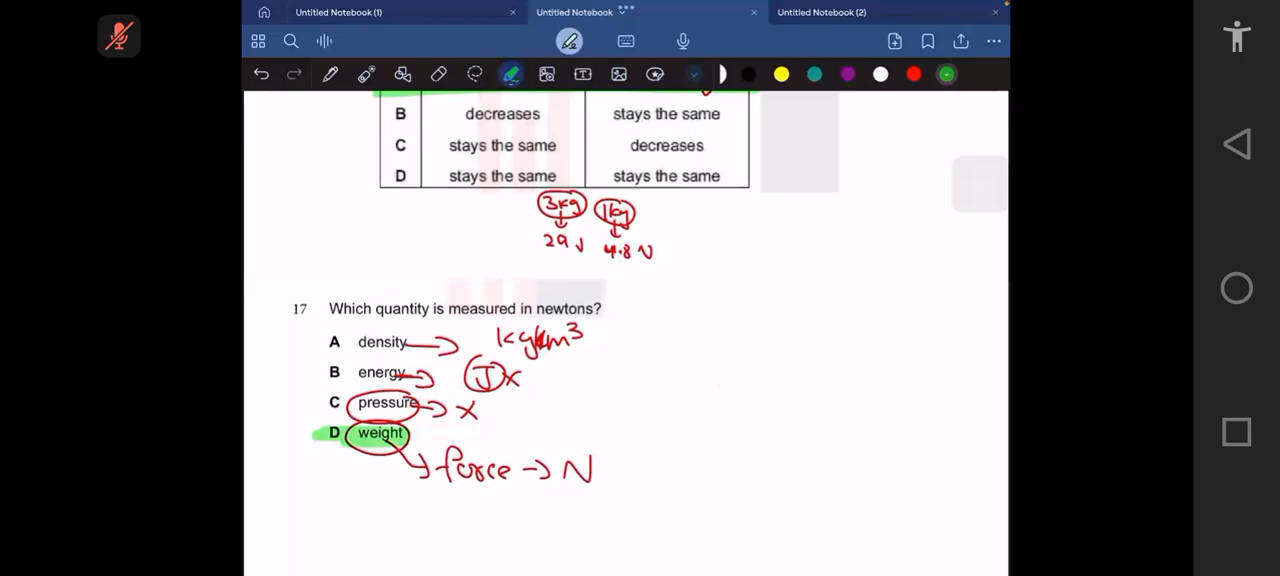 Untitled Notebook (1)
Untitled Notebook
Untitled Notebook (2)
B decreases stays the same
C stays the same decreases
D stays the same stays the same
3kg 1kg
29 4.8 N
17 Which quantity is measured in newtons?
A density kg m3
B energy J x
C pressure x
D weight
force N